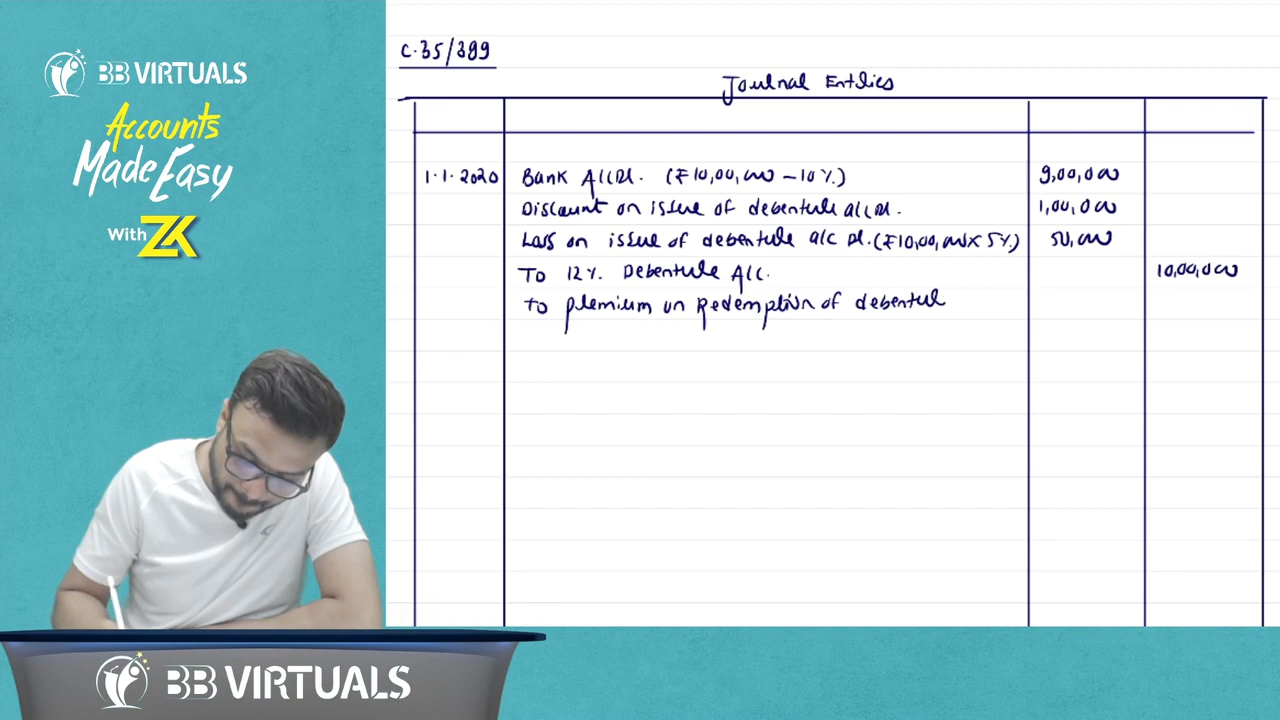 BB VIRTUALS
Accounts
Made Easy
With ZK
C.35/399
Journal Entries
1.1.2020 Bank A/c Dr. (₹10,00,000 – 10%) 9,00,000
Discount on issue of debenture a/c Dr. 1,00,000
Loss on issue of debenture a/c Dr. (₹10,00,000 x 5%) 50,000
To 12% Debenture A/c. 10,00,000
To premium on Redemption of debentur
BB VIRTUALS